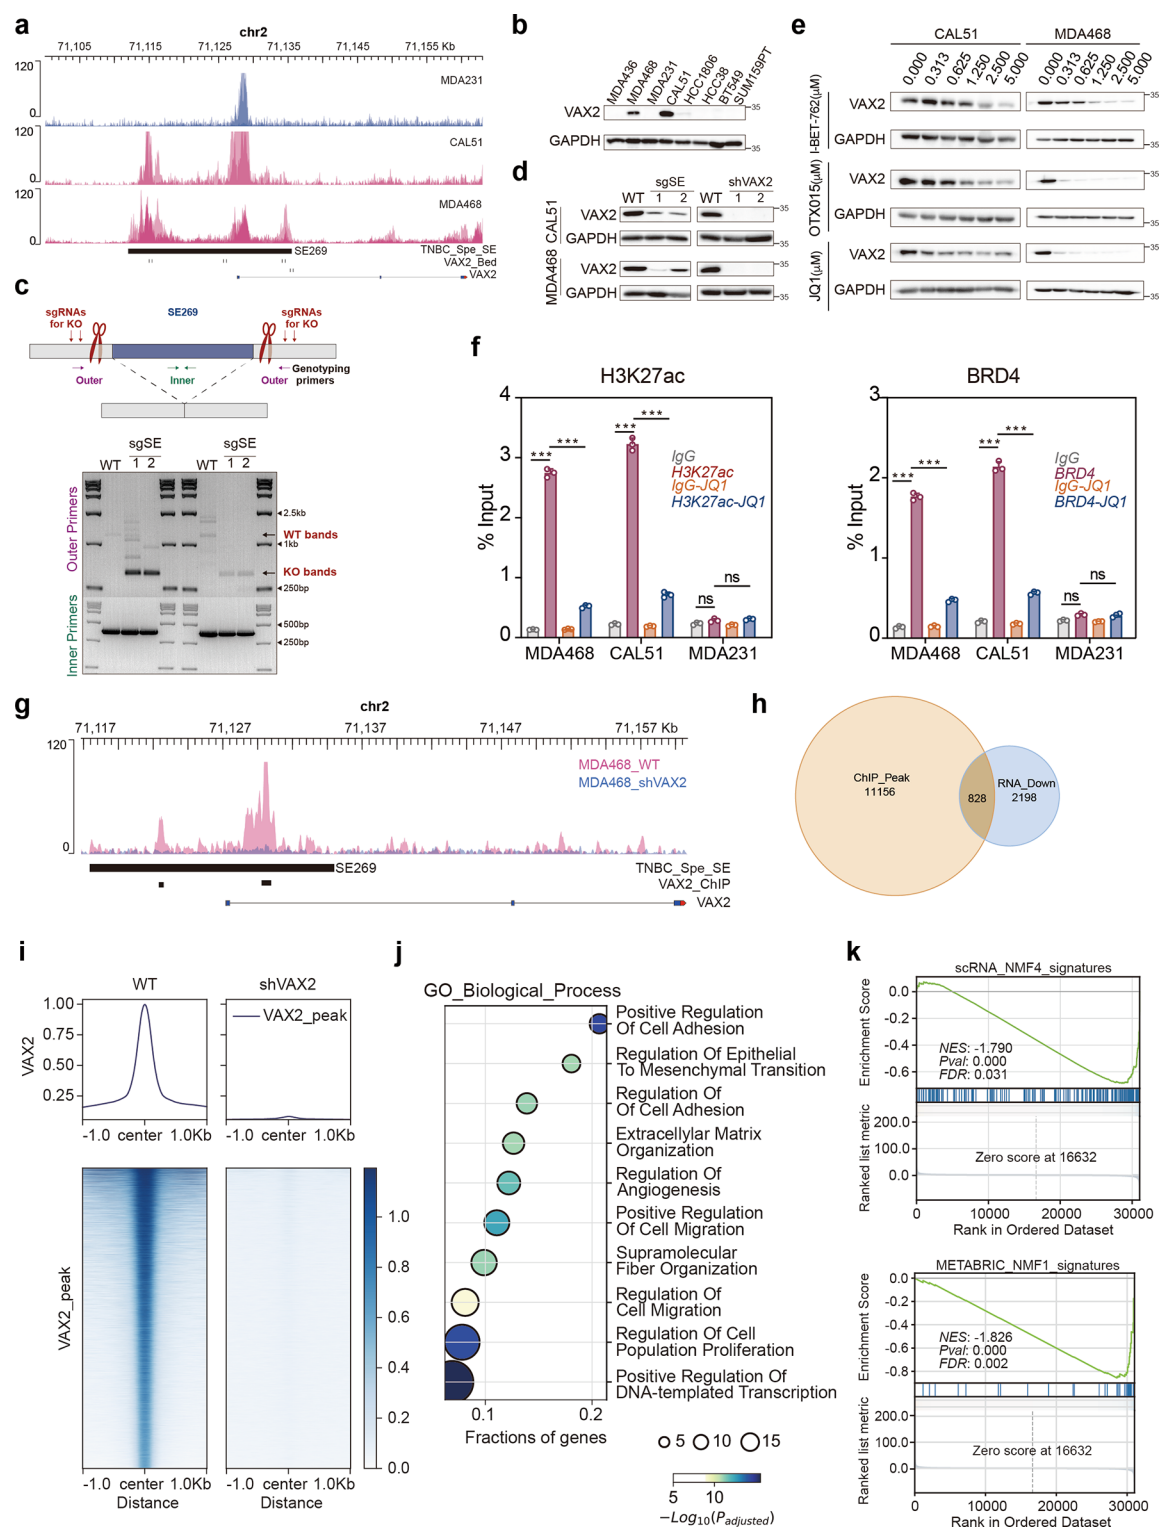 a
chr2
71,105 71,115 71,125 71,135 71,145 71,155 Kb
120
0
MDA231
120
0
CAL51
120
0
MDA468
SE269
TNBC_Spe_SE
VAX2_Bed
VAX2
b
MDA436 MDA468 MDA231 CAL51 HCC1806 HCC38 BT549 SUM159PT
VAX2
35
GAPDH
35
c
sgRNAs for KO
SE269
sgRNAs for KO
Outer
Inner
Outer
Genotyping primers
sgSE
WT 1 2
sgSE
WT 1 2
Outer Primers
2.5kb
WT bands
1kb
KO bands
250bp
Inner Primers
500bp
250bp
d
sgSE shVAX2
WT 1 2 WT 1 2
CAL51
VAX2
35
GAPDH
35
MDA468
VAX2
35
GAPDH
35
e
CAL51 MDA468
0.000 0.313 0.625 1.250 2.500 5.000 0.000 0.313 0.625 1.250 2.500 5.000
I-BET-762(μM)
VAX2
35
GAPDH
35
OTX015(μM)
VAX2
35
GAPDH
35
JQ1(μM)
VAX2
35
GAPDH
35
f
H3K27ac
% Input
4
3
2
1
0
*** *** *** ***
ns ns
IgG
H3K27ac
IgG-JQ1
H3K27ac-JQ1
MDA468 CAL51 MDA231
BRD4
% Input
3
2
1
0
*** *** *** ***
ns ns
IgG
BRD4
IgG-JQ1
BRD4-JQ1
MDA468 CAL51 MDA231
g
chr2
71,117 71,127 71,137 71,147 71,157 Kb
120
0
MDA468_WT
MDA468_shVAX2
SE269
TNBC_Spe_SE
VAX2_ChIP
VAX2
h
ChIP_Peak
11156
828
RNA_Down
2198
i
WT shVAX2
VAX2
1.00
0.75
0.50
0.25
VAX2_peak
-1.0 center 1.0Kb -1.0 center 1.0Kb
VAX2_peak
1.0
0.8
0.6
0.4
0.2
0.0
-1.0 center 1.0Kb -1.0 center 1.0Kb
Distance Distance
j
GO_Biological_Process
Positive Regulation
Of Cell Adhesion
Regulation Of Epithelial
To Mesenchymal Transition
Regulation Of
Of Cell Adhesion
Extracellular Matrix
Organization
Regulation Of
Angiogenesis
Positive Regulation
Of Cell Migration
Supramolecular
Fiber Organization
Regulation Of
Cell Migration
Regulation Of Cell
Population Proliferation
Positive Regulation Of
DNA-templated Transcription
0.1 0.2
Fractions of genes
5 10 15
5 10
−Log10(Padjusted)
k
scRNA_NMF4_signatures
Enrichment Score
0.0
-0.2
-0.4
-0.6
NES: -1.790
Pval: 0.000
FDR: 0.031
Ranked list metric
200.0
100.0
0.0
Zero score at 16632
0 10000 20000 30000
Rank in Ordered Dataset
METABRIC_NMF1_signatures
Enrichment Score
0.0
-0.2
-0.4
-0.6
-0.8
NES: -1.826
Pval: 0.000
FDR: 0.002
Ranked list metric
200.0
100.0
0.0
Zero score at 16632
0 10000 20000 30000
Rank in Ordered Dataset